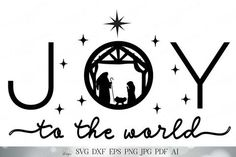 JOY
to the world
SVG DXF EPS PNG JPG PDF AI